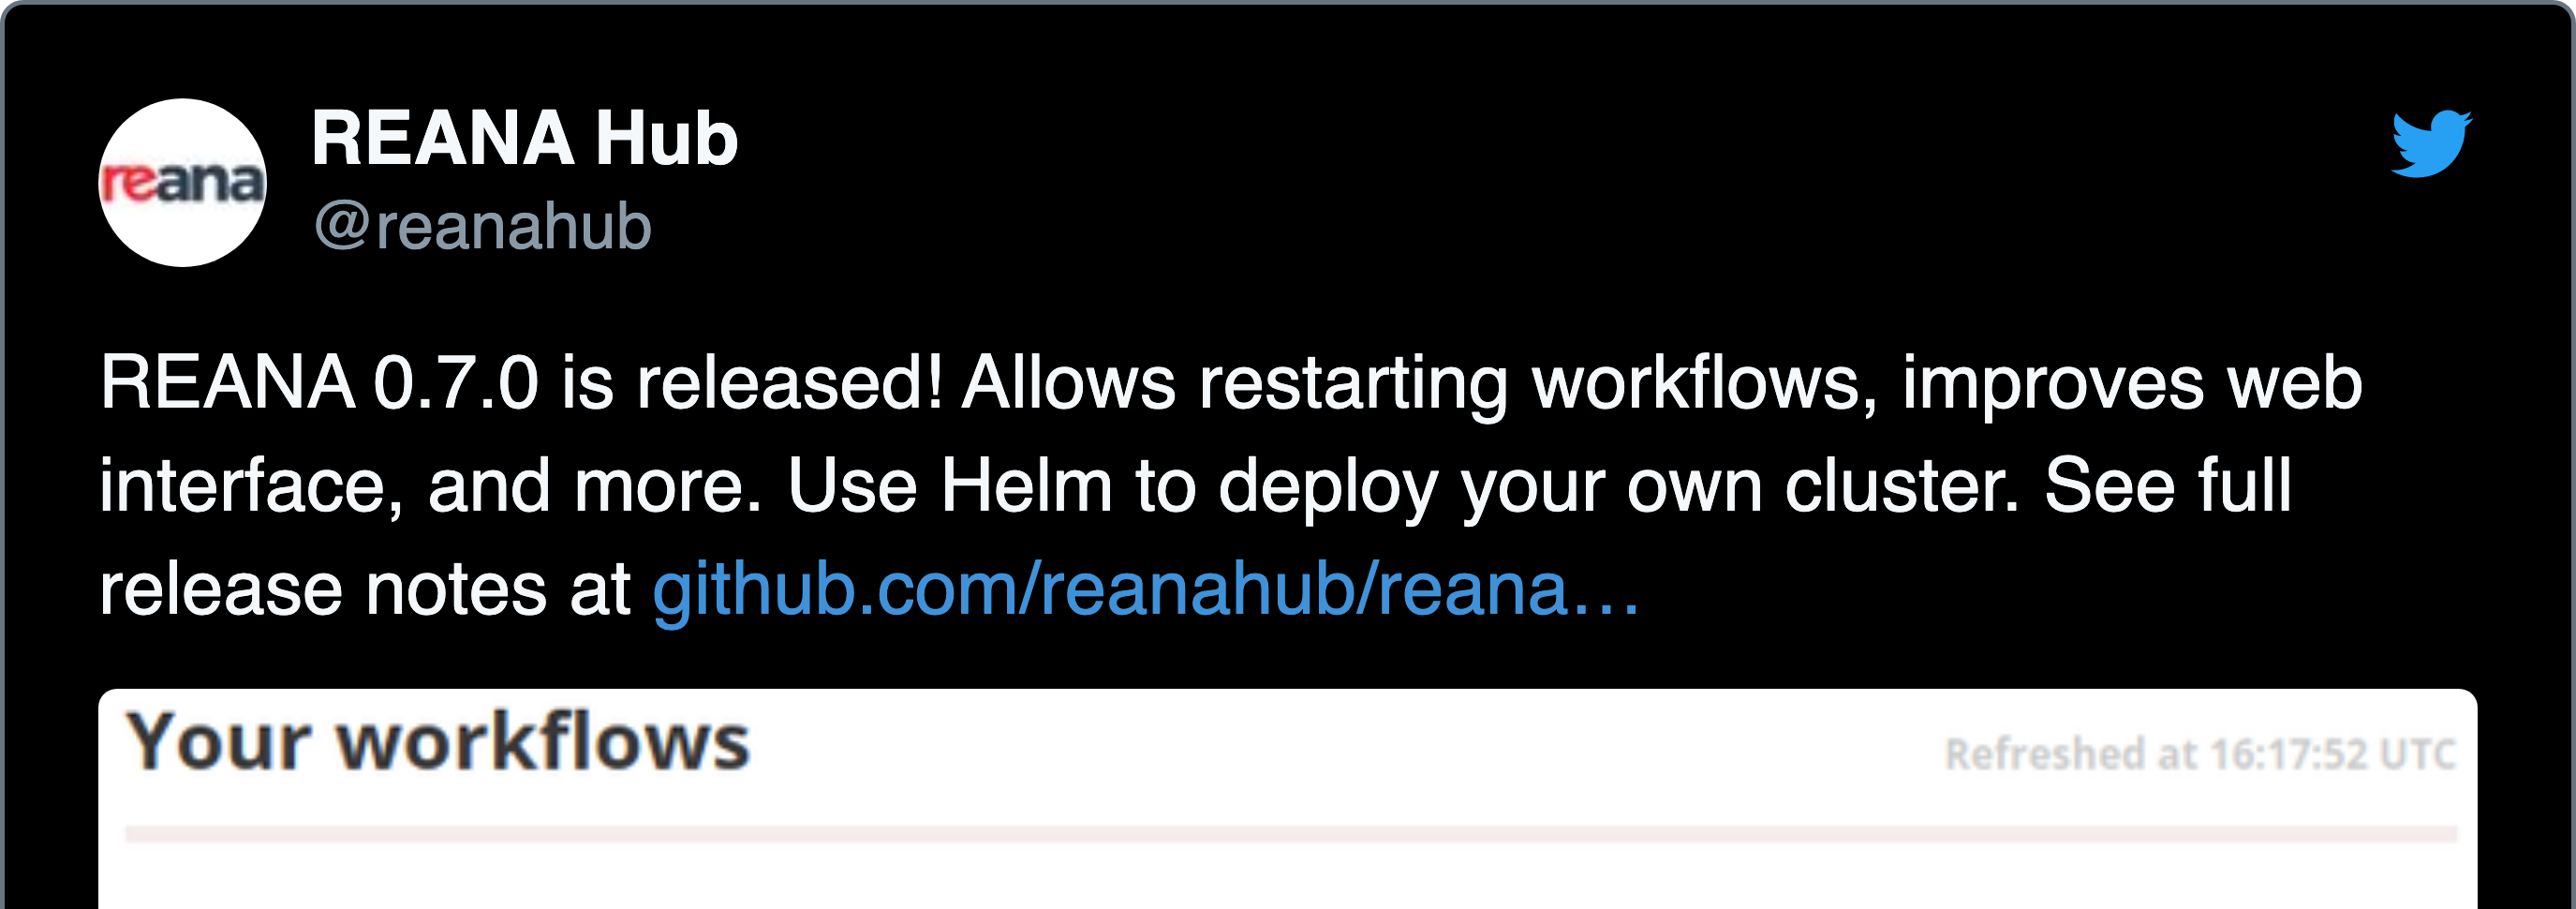 reana
REANA Hub
@reanahub
REANA 0.7.0 is released! Allows restarting workflows, improves web
interface, and more. Use Helm to deploy your own cluster. See full
release notes at github.com/reanahub/reana…
Your workflows
Refreshed at 16:17:52 UTC